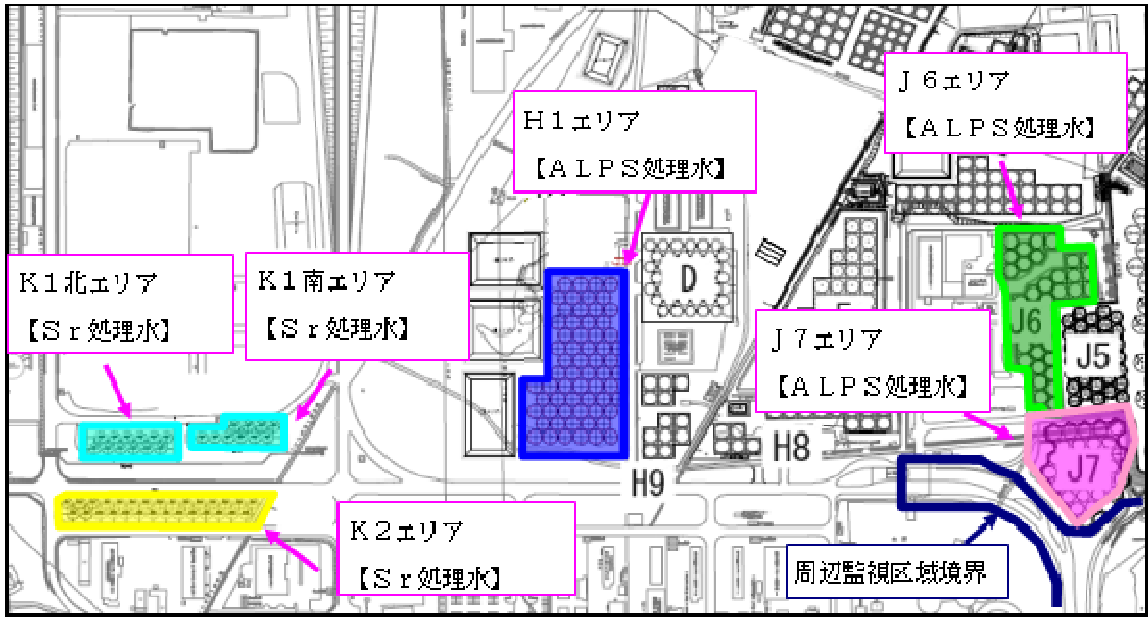 Ｊ６エリア
【ＡＬＰＳ処理水】
Ｈ１エリア
【ＡＬＰＳ処理水】
Ｋ１北エリア
【Ｓｒ処理水】
Ｋ１南エリア
【Ｓｒ処理水】
D
J6
J5
Ｊ７エリア
【ＡＬＰＳ処理水】
H8
J7
H9
Ｋ２エリア
【Ｓｒ処理水】
周辺監視区域境界